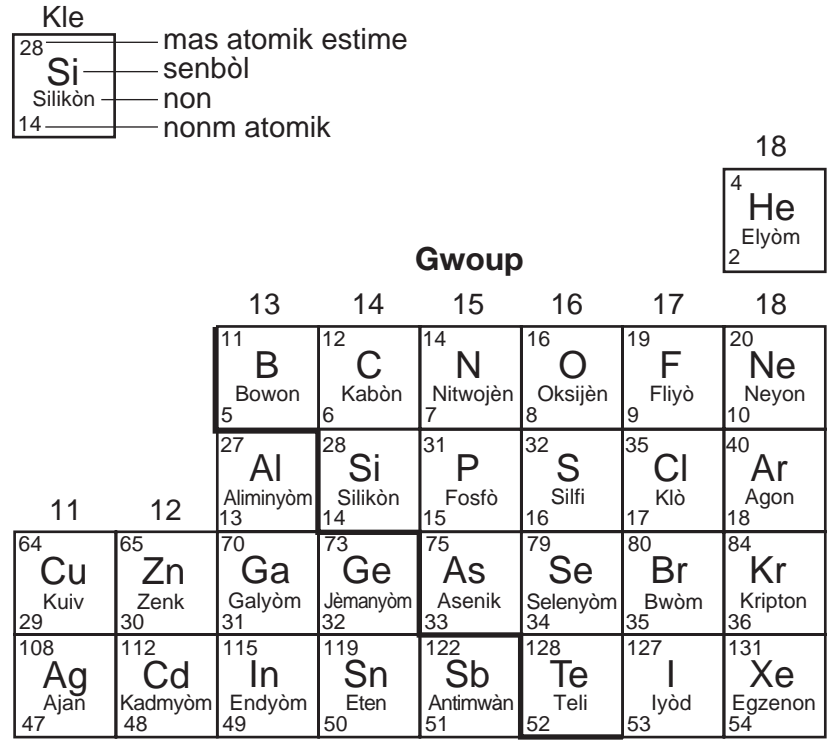 Kle
28
Si
Silikòn
14
mas atomik estime
senbòl
non
nonm atomik
18
4
He
Elyòm
2
Gwoup
13 14 15 16 17 18
11 12 14 16 19 20
B C N O F Ne
Bowon Kabòn Nitwojèn Oksijèn Fliyò Neyon
5 6 7 8 9 10
27 28 31 32 35 40
Al Si P S Cl Ar
Aliminyòm Silikòn Fosfò Silfi Klò Agon
13 14 15 16 17 18
11 12
64 65 70 73 75 79 80 84
Cu Zn Ga Ge As Se Br Kr
Kuiv Zenk Galyòm Jèmanyòm Asenik Selenyòm Bwòm Kripton
29 30 31 32 33 34 35 36
108 112 115 119 122 128 127 131
Ag Cd In Sn Sb Te I Xe
Ajan Kadmyòm Endyòm Eten Antimwàn Teli Iyòd Egzenon
47 48 49 50 51 52 53 54